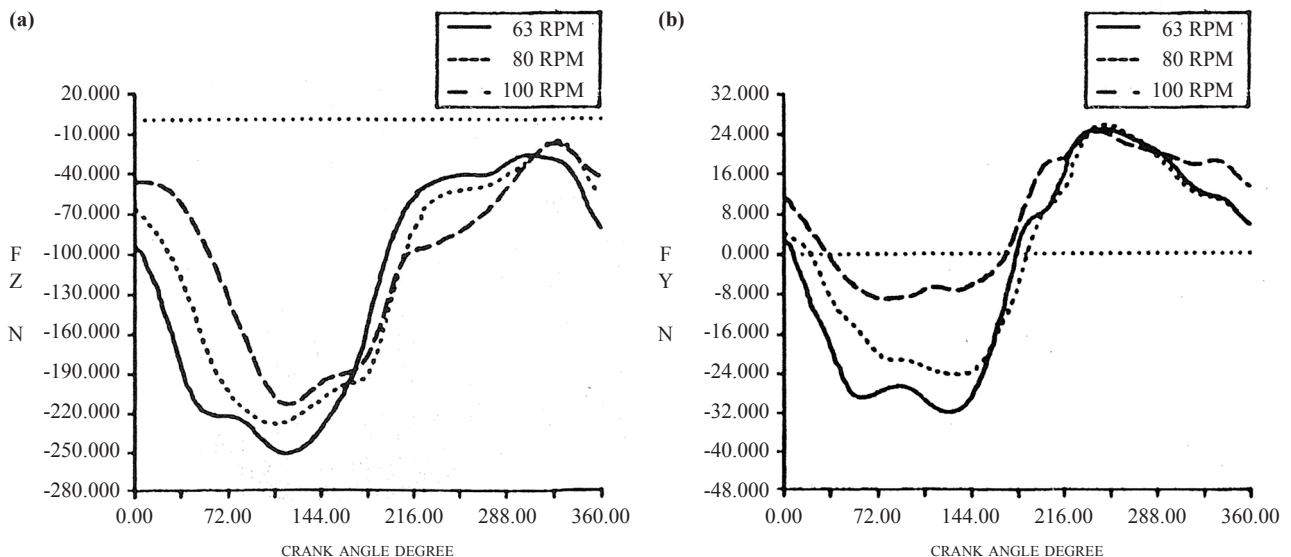 (a)
63 RPM
80 RPM
100 RPM
20.000
-10.000
-40.000
-70.000
-100.000
-130.000
-160.000
-190.000
-220.000
-250.000
-280.000
F
Z
N
0.00 72.00 144.00 216.00 288.00 360.00
CRANK ANGLE DEGREE
(b)
63 RPM
80 RPM
100 RPM
32.000
24.000
16.000
8.000
0.000
-8.000
-16.000
-24.000
-32.000
-40.000
-48.000
F
Y
N
0.00 72.00 144.00 216.00 288.00 360.00
CRANK ANGLE DEGREE